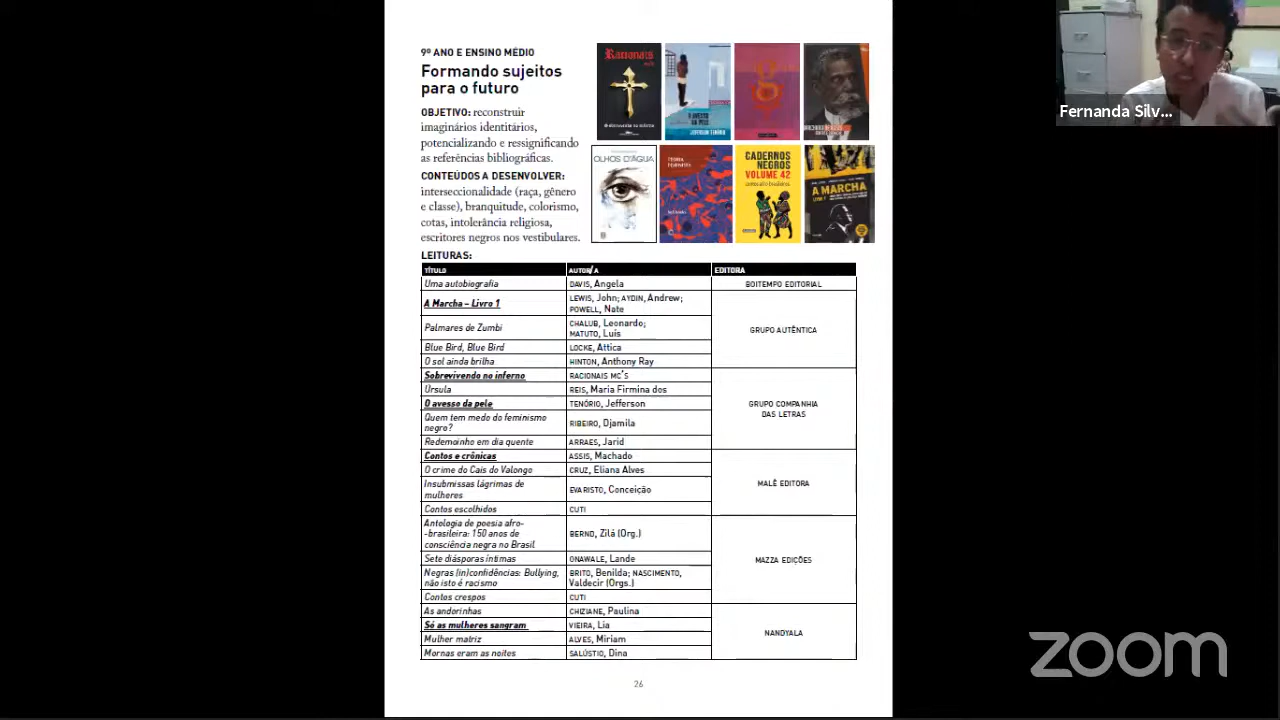 9º ANO E ENSINO MÉDIO
Formando sujeitos
para o futuro
OBJETIVO: reconstruir
imaginários identitários,
potencializando e ressignificando
as referências bibliográficas.
CONTEÚDOS A DESENVOLVER:
interseccionalidade (raça, gênero
e classe), branquitude, colorismo,
cotas, intolerância religiosa,
escritores negros nos vestibulares.
Racionais
O AVESSO DA PELE
JEFFERSON TENÓRIO
OLHOS D'ÁGUA
TEORIA
FEMINISTA
CADERNOS
NEGROS
VOLUME 42
contos afro-brasileiros
A MARCHA
LIVRO 1
Fernanda Silv...
LEITURAS:
TÍTULO AUTOR/A EDITORA
Uma autobiografia DAVIS, Angela BOITEMPO EDITORIAL
A Marcha – Livro 1 LEWIS, John; AYDIN, Andrew;
POWELL, Nate
Palmares de Zumbi CHALUB, Leonardo;
MATUTO, Luís
GRUPO AUTÊNTICA
Blue Bird, Blue Bird LOCKE, Attica
O sol ainda brilha HINTON, Anthony Ray
Sobrevivendo no inferno RACIONAIS MC'S
Úrsula REIS, Maria Firmina dos
O avesso da pele TENÓRIO, Jefferson
GRUPO COMPANHIA
DAS LETRAS
Quem tem medo do feminismo
negro? RIBEIRO, Djamila
Redemoinho em dia quente ARRAES, Jarid
Contos e crônicas ASSIS, Machado
O crime do Cais do Valongo CRUZ, Eliana Alves
MALÊ EDITORA
Insubmissas lágrimas de
mulheres EVARISTO, Conceição
Contos escolhidos CUTI
Antologia de poesia afro-
-brasileira: 150 anos de
consciência negra no Brasil BERND, Zilá (Org.)
Sete diásporas íntimas ONAWALE, Lande
MAZZA EDIÇÕES
Negras (in)confidências: Bullying,
não isto é racismo BRITO, Benilda; NASCIMENTO,
Valdecir (Orgs.)
Contos crespos CUTI
As andorinhas CHIZIANE, Paulina
Só as mulheres sangram VIEIRA, Lia
NANDYALA
Mulher matriz ALVES, Miriam
Mornas eram as noites SALÚSTIO, Dina
26
zoom